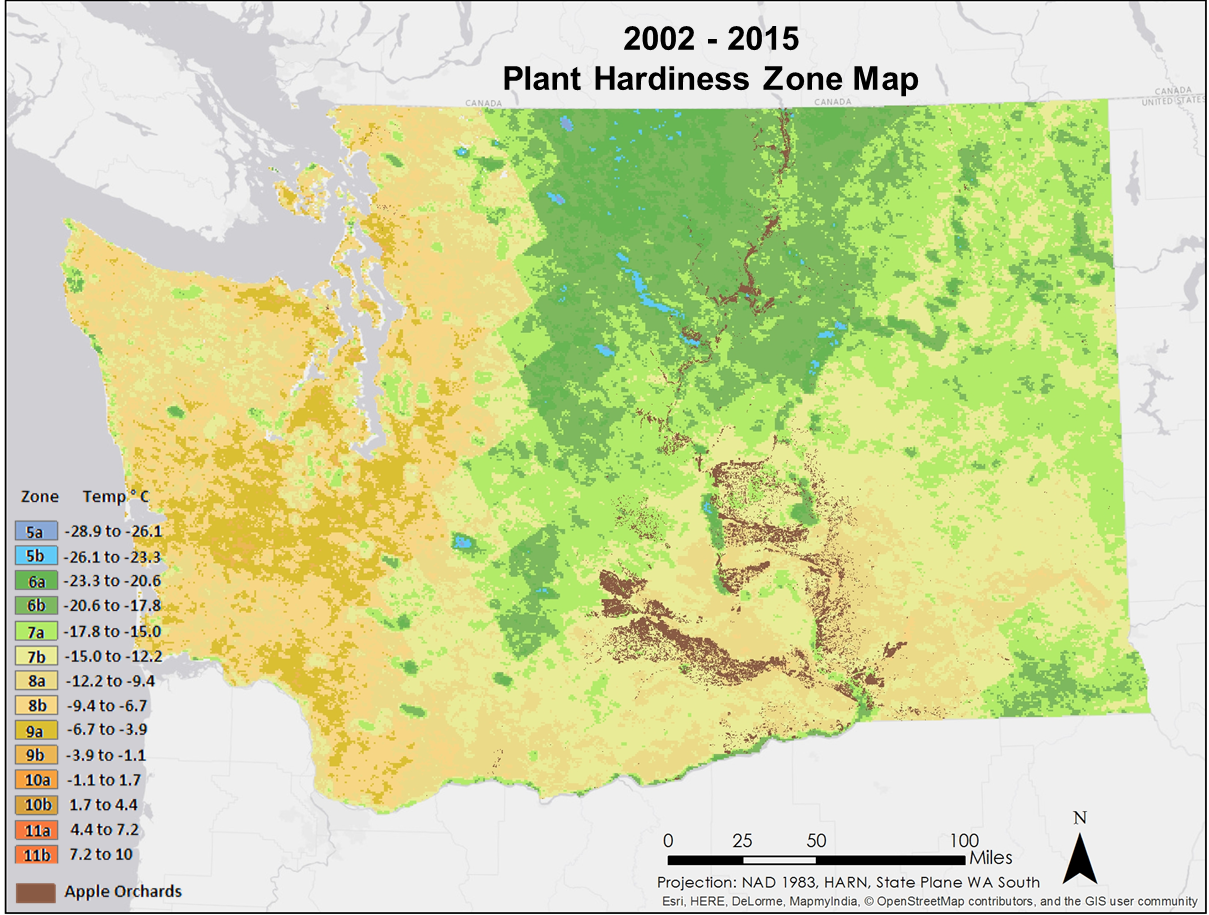 2002 - 2015
Plant Hardiness Zone Map
CANADA
CANADA
CANADA
UNITED STATES
Zone Temp ° C
5a -28.9 to -26.1
5b -26.1 to -23.3
6a -23.3 to -20.6
6b -20.6 to -17.8
7a -17.8 to -15.0
7b -15.0 to -12.2
8a -12.2 to -9.4
8b -9.4 to -6.7
9a -6.7 to -3.9
9b -3.9 to -1.1
10a -1.1 to 1.7
10b 1.7 to 4.4
11a 4.4 to 7.2
11b 7.2 to 10
Apple Orchards
N
0 25 50 100
Miles
Projection: NAD 1983, HARN, State Plane WA South
Esri, HERE, DeLorme, MapmyIndia, © OpenStreetMap contributors, and the GIS user community